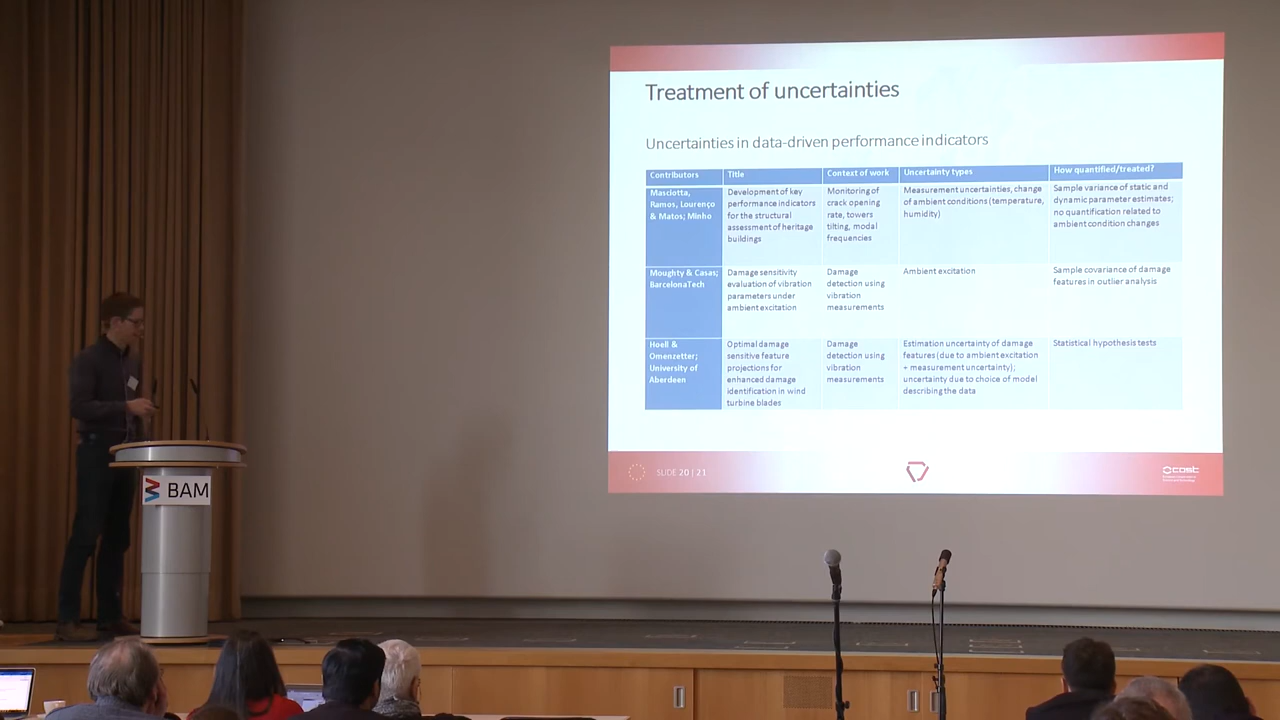 Treatment of uncertainties
Uncertainties in data-driven performance indicators
Contributors
Title
Context of work
Uncertainty types
How quantified/treated?
Masciotta,
Ramos, Lourenço
& Matos; Minho
Development of key
performance indicators
for the structural
assessment of heritage
buildings
Monitoring of
crack opening
rate, towers
tilting, modal
frequencies
Measurement uncertainties, change
of ambient conditions (temperature,
humidity)
Sample variance of static and
dynamic parameter estimates;
no quantification related to
ambient condition changes
Moughty & Casas;
BarcelonaTech
Damage sensitivity
evaluation of vibration
parameters under
ambient excitation
Damage
detection using
vibration
measurements
Ambient excitation
Sample covariance of damage
features in outlier analysis
Hoell &
Omenzetter;
University of
Aberdeen
Optimal damage
sensitive feature
projections for
enhanced damage
identification in wind
turbine blades
Damage
detection using
vibration
measurements
Estimation uncertainty of damage
features (due to ambient excitation
+ measurement uncertainty);
uncertainty due to choice of model
describing the data
Statistical hypothesis tests
SLIDE 20 | 21
cost
BAM